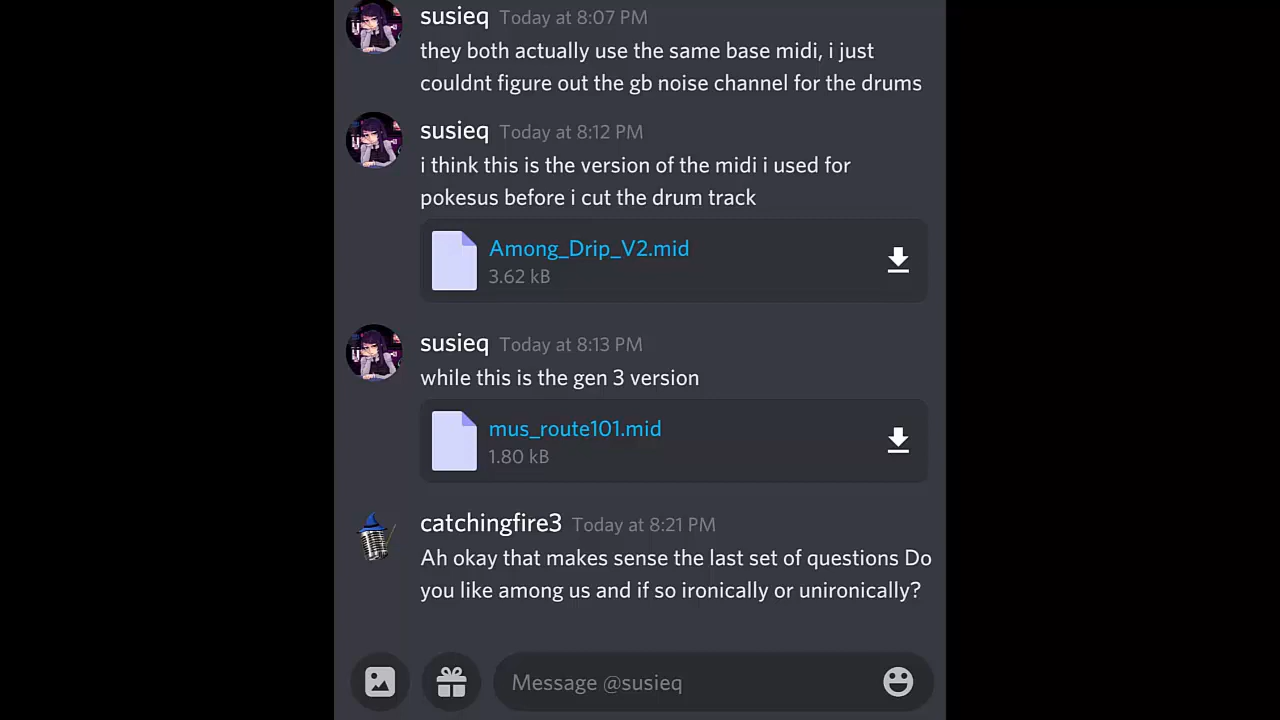 susieq Today at 8:07 PM
they both actually use the same base midi, i just
couldnt figure out the gb noise channel for the drums
susieq Today at 8:12 PM
i think this is the version of the midi i used for
pokesus before i cut the drum track
Among_Drip_V2.mid
3.62 kB
susieq Today at 8:13 PM
while this is the gen 3 version
mus_route101.mid
1.80 kB
catchingfire3 Today at 8:21 PM
Ah okay that makes sense the last set of questions Do
you like among us and if so ironically or unironically?
Message @susieq